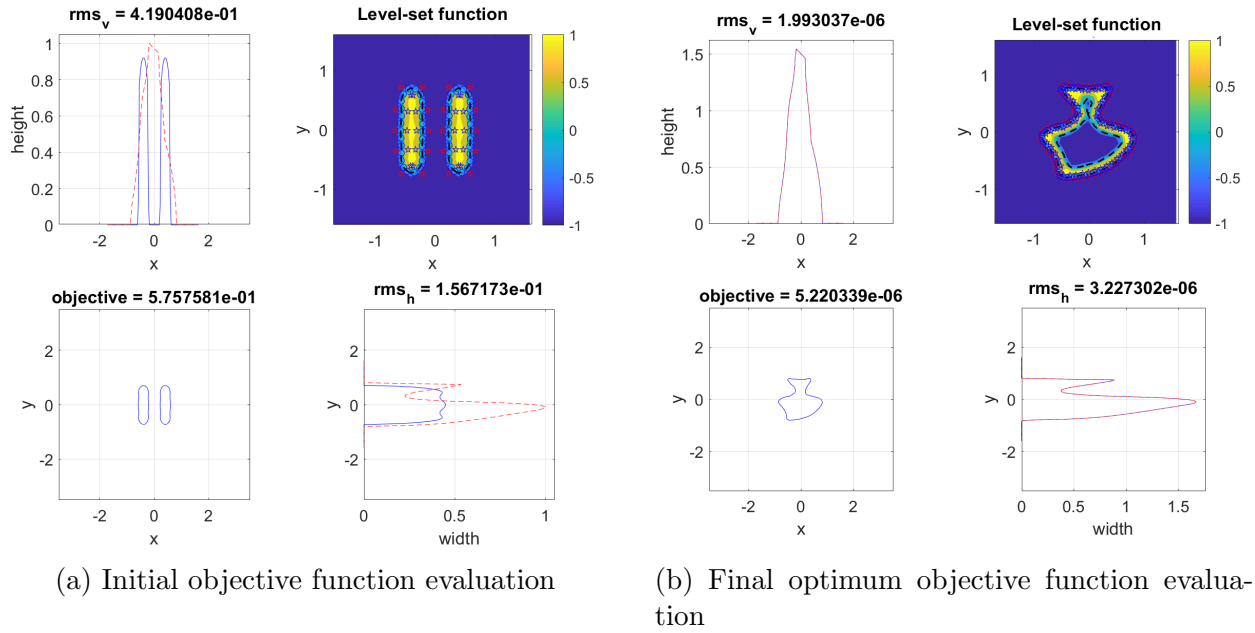 rms_v = 4.190408e-01
height
1
0.8
0.6
0.4
0.2
0
-2 0 2
x
Level-set function
y
1
0
-1
-1 0 1
x
1
0.5
0
-0.5
-1
objective = 5.757581e-01
y
2
0
-2
-2 0 2
x
rms_h = 1.567173e-01
y
2
0
-2
0 0.5 1
width
(a) Initial objective function evaluation
rms_v = 1.993037e-06
height
1.5
1
0.5
0
-2 0 2
x
Level-set function
y
1
0
-1
-1 0 1
x
1
0.5
0
-0.5
-1
objective = 5.220339e-06
y
2
0
-2
-2 0 2
x
rms_h = 3.227302e-06
y
2
0
-2
0 0.5 1 1.5
width
(b) Final optimum objective function evalua-
tion